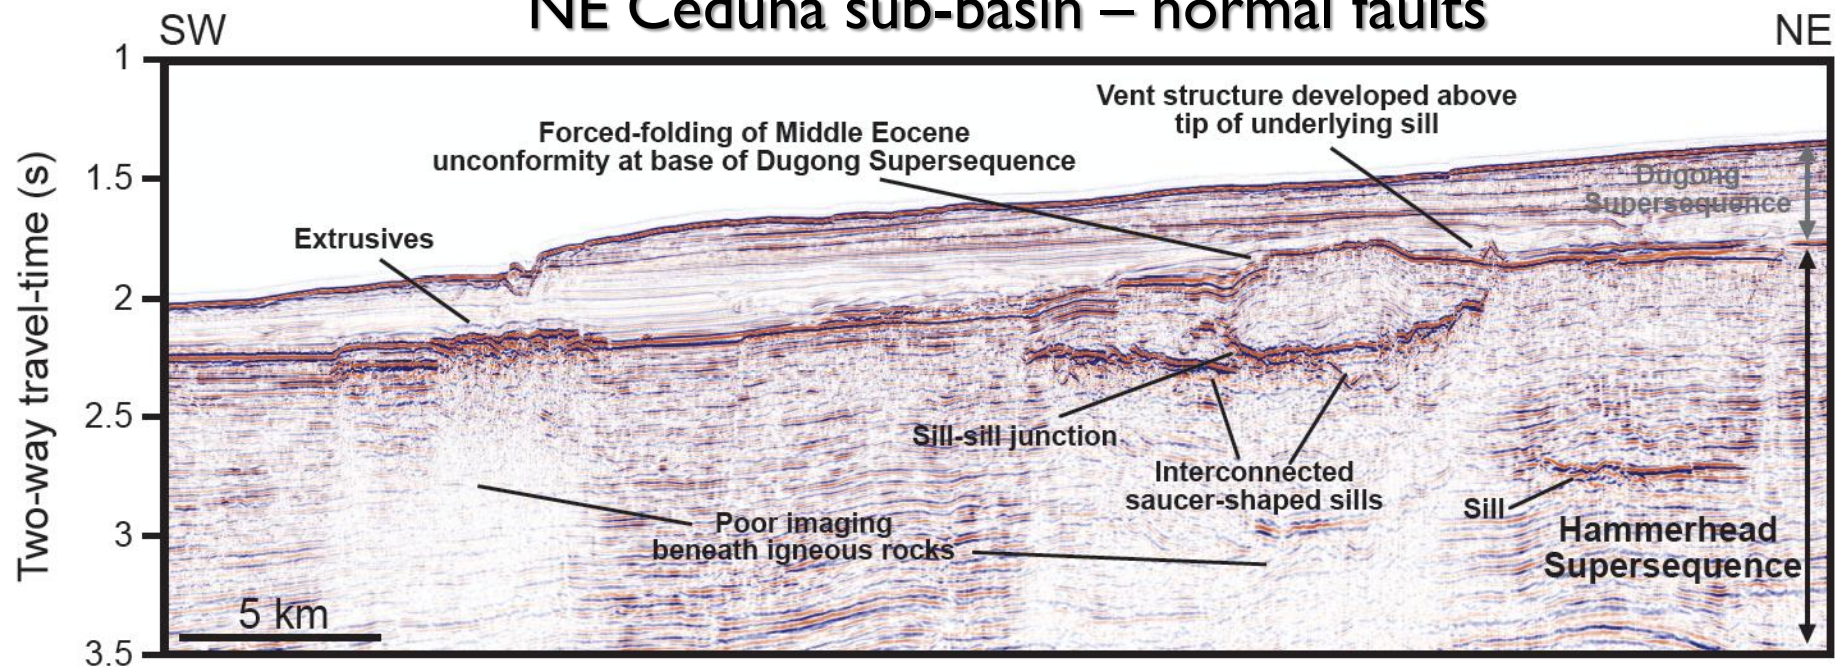 NE Ceduna sub-basin – normal faults
SW
NE
Two-way travel-time (s)
1
1.5
2
2.5
3
3.5
Vent structure developed above
tip of underlying sill
Forced-folding of Middle Eocene
unconformity at base of Dugong Supersequence
Dugong
Supersequence
Extrusives
Sill-sill junction
Interconnected
saucer-shaped sills
Sill
Poor imaging
beneath igneous rocks
Hammerhead
Supersequence
5 km